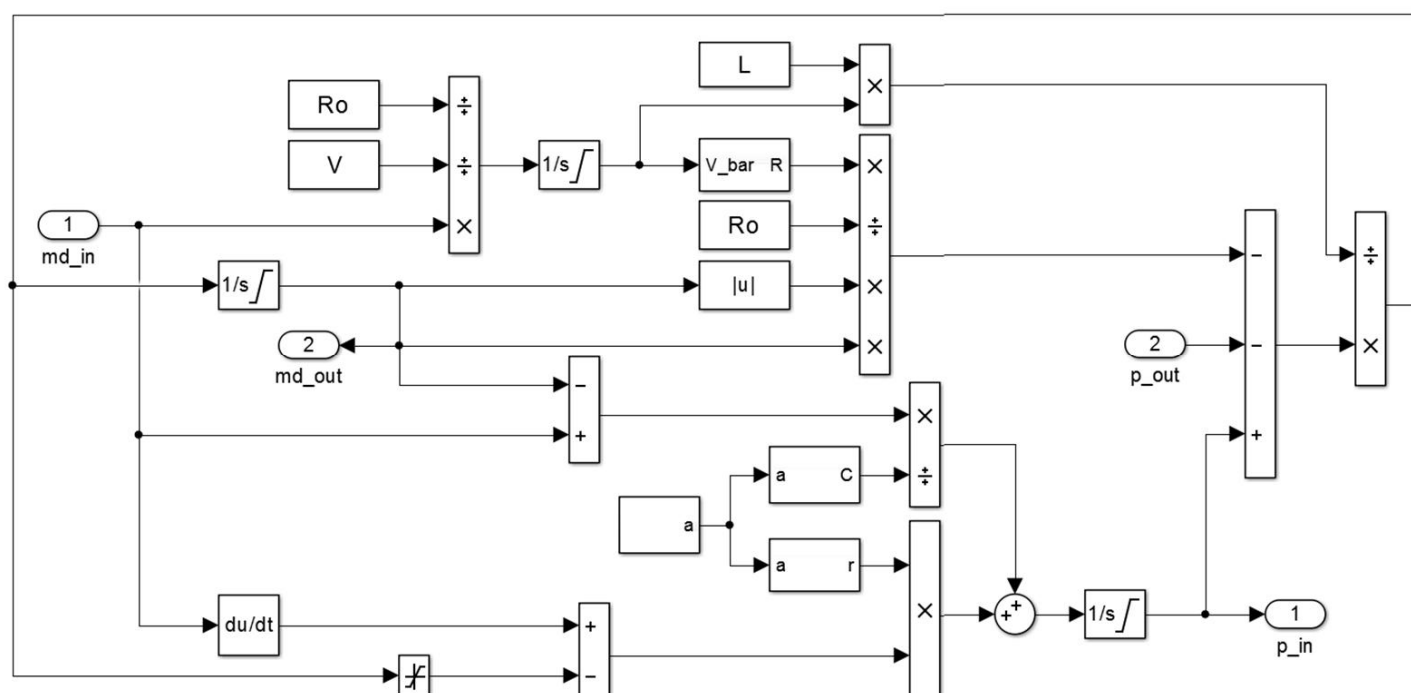 L
×
Ro
÷
V
÷
1/s
V_bar R
×
1
md_in
×
Ro
÷
−
÷
1/s
|u|
×
2
md_out
×
2
p_out
−
×
−
+
×
+
a C
÷
a
a r
×
du/dt
+
−
+
+
1/s
1
p_in